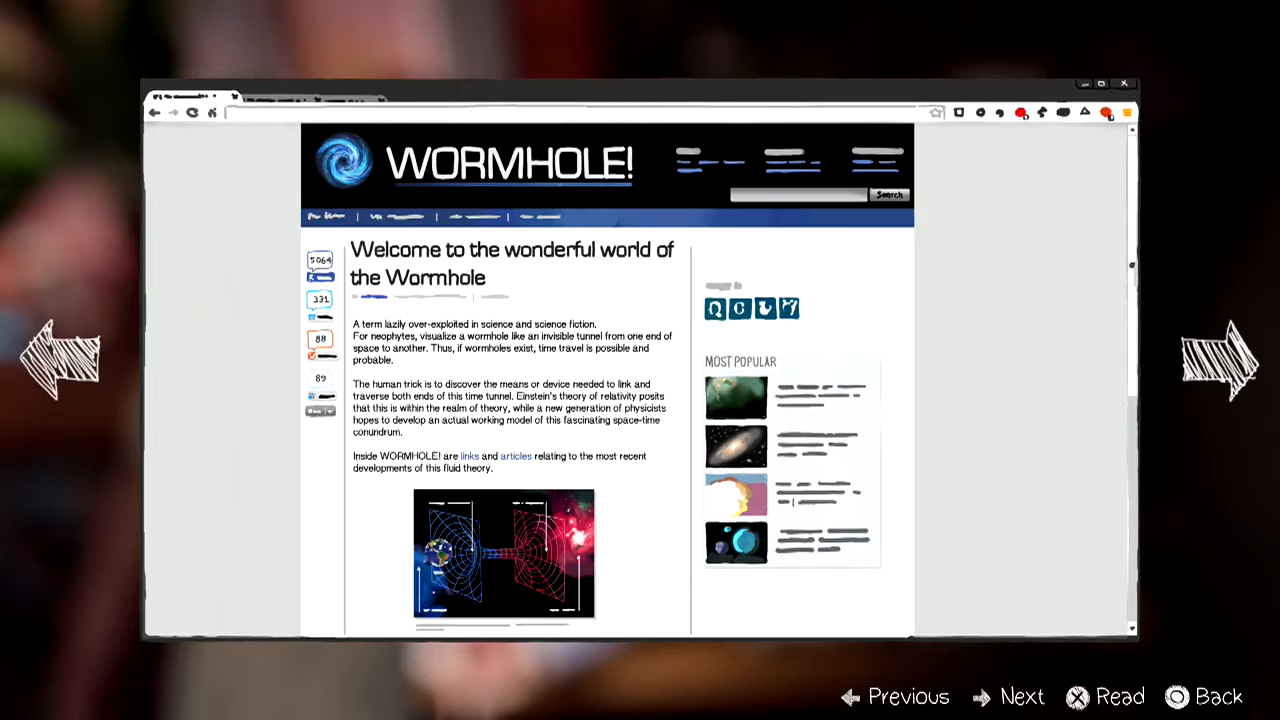 WORMHOLE!
Search
Welcome to the wonderful world of
the Wormhole
5064
331
88
89
A term lazily over-exploited in science and science fiction.
For neophytes, visualize a wormhole like an invisible tunnel from one end of
space to another. Thus, if wormholes exist, time travel is possible and
probable.
The human trick is to discover the means or device needed to link and
traverse both ends of this time tunnel. Einstein's theory of relativity posits
that this is within the realm of theory, while a new generation of physicists
hopes to develop an actual working model of this fascinating space-time
conundrum.
Inside WORMHOLE! are links and articles relating to the most recent
developments of this fluid theory.
MOST POPULAR
Previous
Next
Read
Back